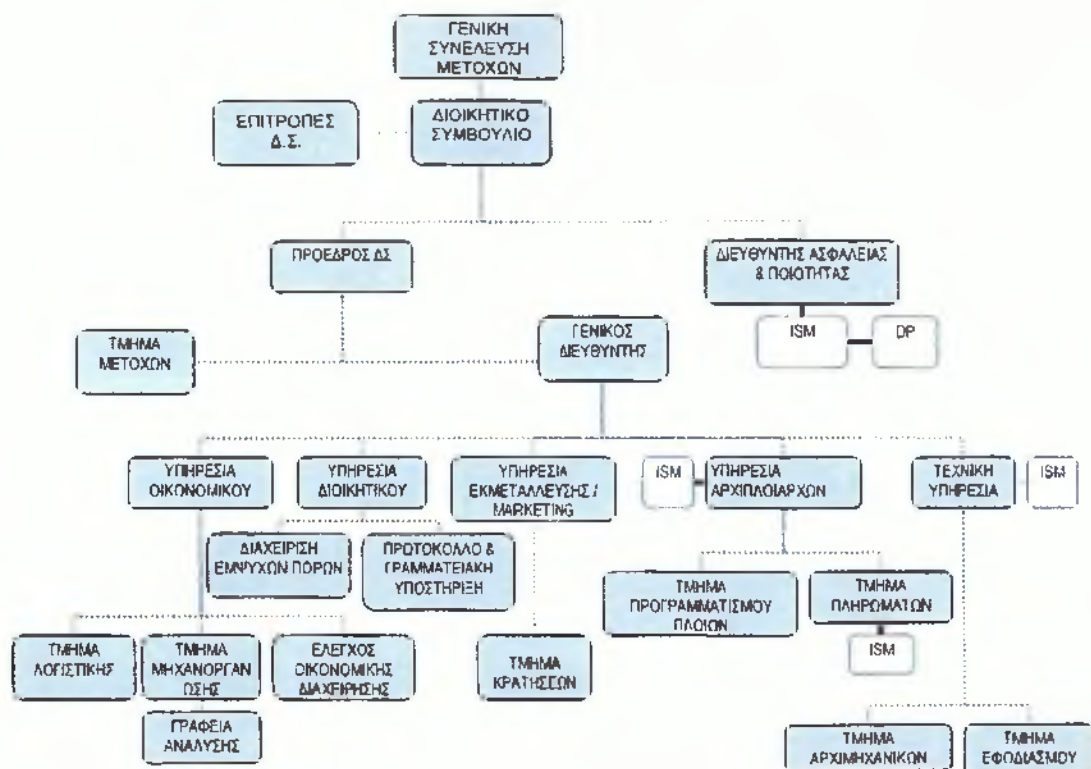 ΓΕΝΙΚΗ
ΣΥΝΕΛΕΥΣΗ
ΜΕΤΟΧΩΝ
ΕΠΙΤΡΟΠΕΣ
Δ.Σ.
ΔΙΟΙΚΗΤΙΚΟ
ΣΥΜΒΟΥΛΙΟ
ΠΡΟΕΔΡΟΣ ΔΣ
ΔΙΕΥΘΥΝΤΗΣ ΑΣΦΑΛΕΙΑΣ
& ΠΟΙΟΤΗΤΑΣ
ISM
DP
ΤΜΗΜΑ
ΜΕΤΟΧΩΝ
ΓΕΝΙΚΟΣ
ΔΙΕΥΘΥΝΤΗΣ
ΥΠΗΡΕΣΙΑ
ΟΙΚΟΝΟΜΙΚΟΥ
ΥΠΗΡΕΣΙΑ
ΔΙΟΙΚΗΤΙΚΟΥ
ΥΠΗΡΕΣΙΑ
ΕΚΜΕΤΑΛΛΕΥΣΗΣ /
MARKETING
ISM
ΥΠΗΡΕΣΙΑ
ΑΡΧΙΠΛΟΙΑΡΧΩΝ
ΤΕΧΝΙΚΗ
ΥΠΗΡΕΣΙΑ
ISM
ΔΙΑΧΕΙΡΙΣΗ
ΕΜΨΥΧΩΝ ΠΟΡΩΝ
ΠΡΩΤΟΚΟΛΛΟ &
ΓΡΑΜΜΑΤΕΙΑΚΗ
ΥΠΟΣΤΗΡΙΞΗ
ΤΜΗΜΑ
ΠΡΟΓΡΑΜΜΑΤΙΣΜΟΥ
ΠΛΟΙΩΝ
ΤΜΗΜΑ
ΠΛΗΡΩΜΑΤΩΝ
ISM
ΤΜΗΜΑ
ΛΟΓΙΣΤΙΚΗΣ
ΤΜΗΜΑ
ΜΗΧΑΝΟΡΓΑΝ
ΩΣΗΣ
ΕΛΕΓΧΟΣ
ΟΙΚΟΝΟΜΙΚΗΣ
ΔΙΑΧΕΙΡΗΣΗΣ
ΤΜΗΜΑ
ΚΡΑΤΗΣΕΩΝ
ΓΡΑΦΕΙΑ
ΑΝΑΛΥΣΗΣ
ΤΜΗΜΑ
ΑΡΧΙΜΗΧΑΝΙΚΩΝ
ΤΜΗΜΑ
ΕΦΟΔΙΑΣΜΟΥ